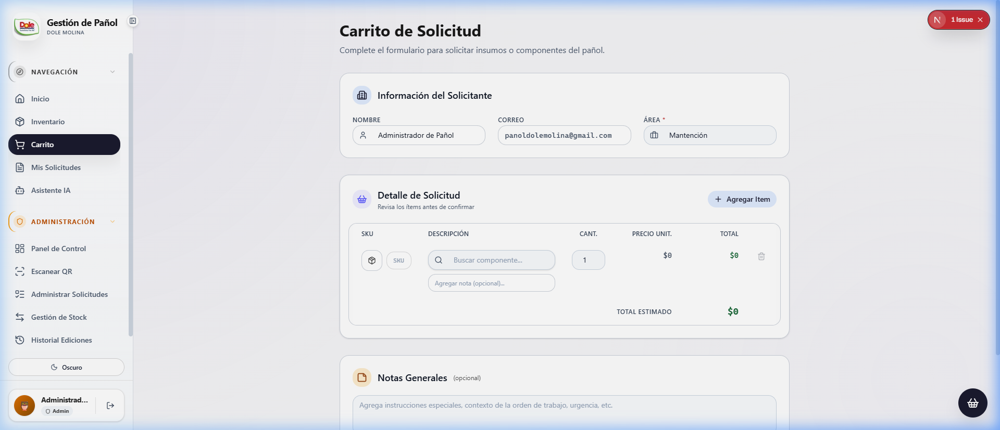 Dole
Sunshine For All
Gestión de Pañol
DOLE MOLINA
NAVEGACIÓN
Inicio
Inventario
Carrito
Mis Solicitudes
Asistente IA
ADMINISTRACIÓN
Panel de Control
Escanear QR
Administrar Solicitudes
Gestión de Stock
Historial Ediciones
Oscuro
Administrad...
Admin
1 Issue
Carrito de Solicitud
Complete el formulario para solicitar insumos o componentes del pañol.
Información del Solicitante
NOMBRE CORREO ÁREA *
Administrador de Pañol panoldolemolina@gmail.com Mantención
Detalle de Solicitud
Revisa los ítems antes de confirmar
Agregar Item
SKU DESCRIPCIÓN CANT. PRECIO UNIT. TOTAL
SKU Buscar componente... 1 $0 $0
Agregar nota (opcional)...
TOTAL ESTIMADO $0
Notas Generales (opcional)
Agrega instrucciones especiales, contexto de la orden de trabajo, urgencia, etc.